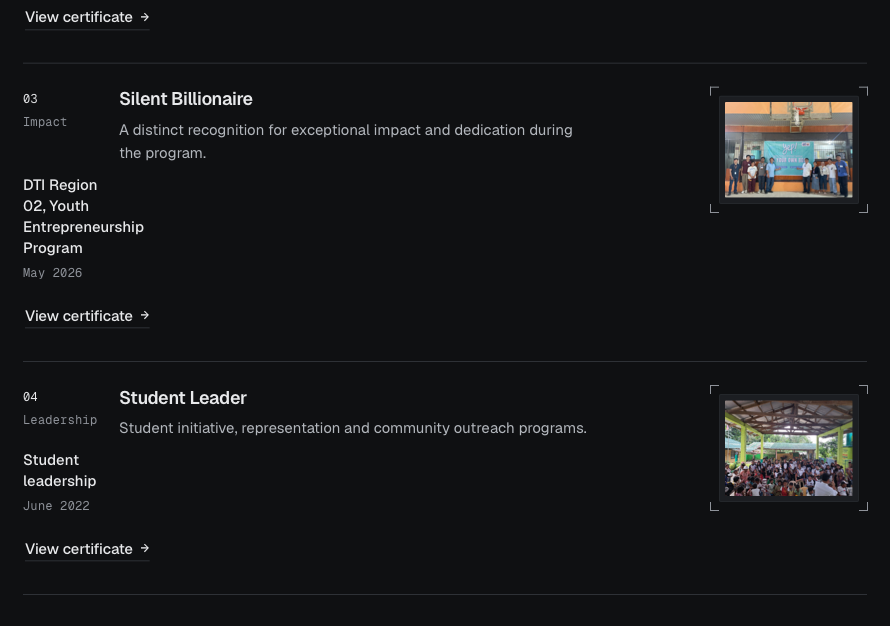 View certificate →
03
Impact
Silent Billionaire
A distinct recognition for exceptional impact and dedication during
the program.
DTI Region
02, Youth
Entrepreneurship
Program
May 2026
View certificate →
04
Leadership
Student Leader
Student initiative, representation and community outreach programs.
Student
leadership
June 2022
View certificate →